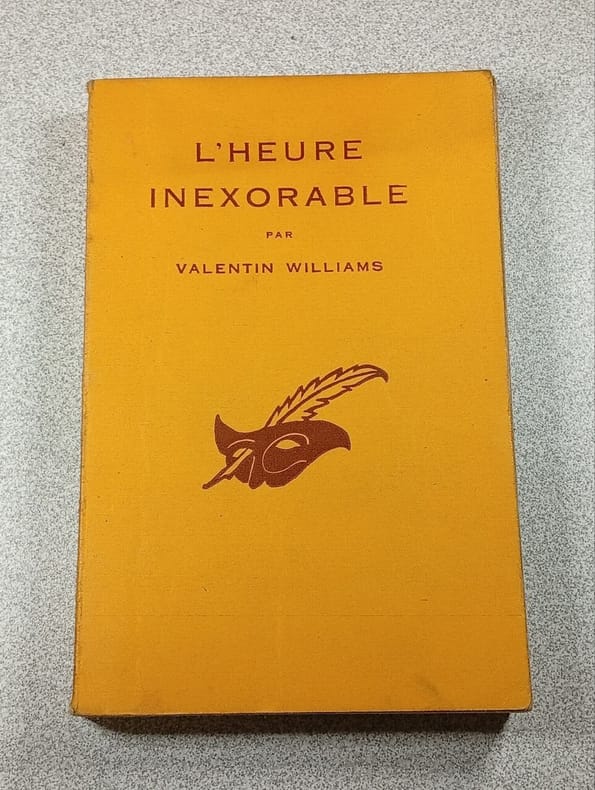 L'HEURE
INEXORABLE
PAR
VALENTIN WILLIAMS